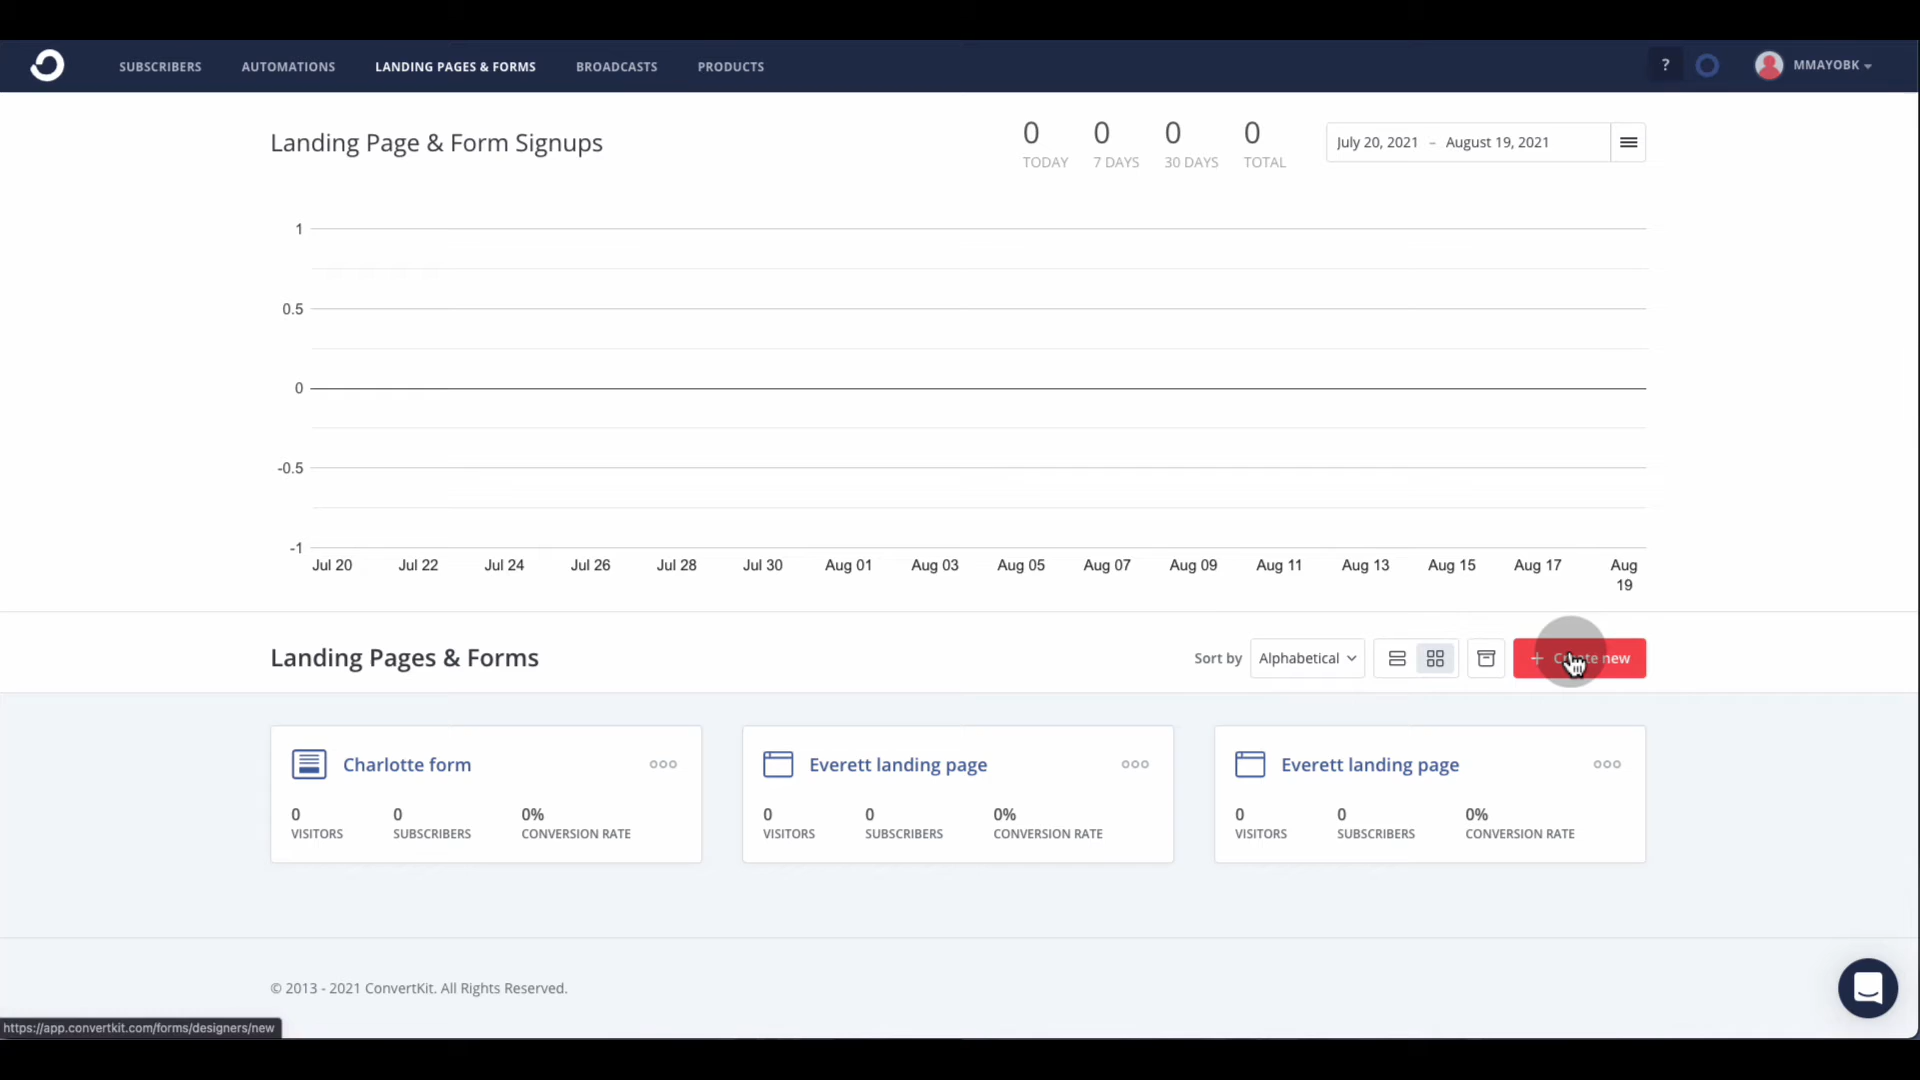 SUBSCRIBERS AUTOMATIONS LANDING PAGES & FORMS BROADCASTS PRODUCTS ? MMAYOBK
Landing Page & Form Signups
0 0 0 0
TODAY 7 DAYS 30 DAYS TOTAL
July 20, 2021 – August 19, 2021
1
0.5
0
-0.5
-1
Jul 20 Jul 22 Jul 24 Jul 26 Jul 28 Jul 30 Aug 01 Aug 03 Aug 05 Aug 07 Aug 09 Aug 11 Aug 13 Aug 15 Aug 17 Aug 19
Landing Pages & Forms
Sort by Alphabetical + Create new
Charlotte form
0 0 0%
VISITORS SUBSCRIBERS CONVERSION RATE
Everett landing page
0 0 0%
VISITORS SUBSCRIBERS CONVERSION RATE
Everett landing page
0 0 0%
VISITORS SUBSCRIBERS CONVERSION RATE
© 2013 - 2021 ConvertKit. All Rights Reserved.
https://app.convertkit.com/forms/designers/new